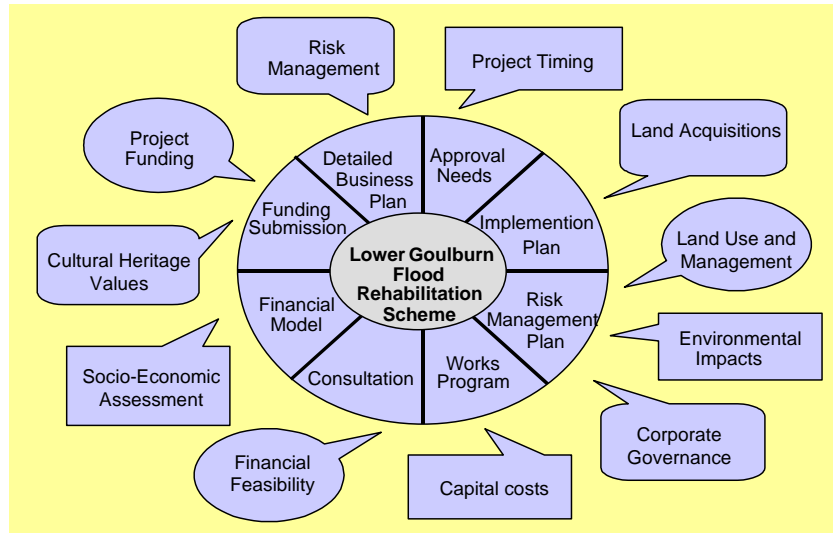 Risk
Management
Project Timing
Project
Funding
Land Acquisitions
Detailed
Business
Plan
Approval
Needs
Funding
Submission
Implemention
Plan
Cultural Heritage
Values
Lower Goulburn
Flood
Rehabilitation
Scheme
Land Use and
Management
Financial
Model
Risk
Management
Plan
Environmental
Impacts
Socio-Economic
Assessment
Consultation
Works
Program
Corporate
Governance
Financial
Feasibility
Capital costs